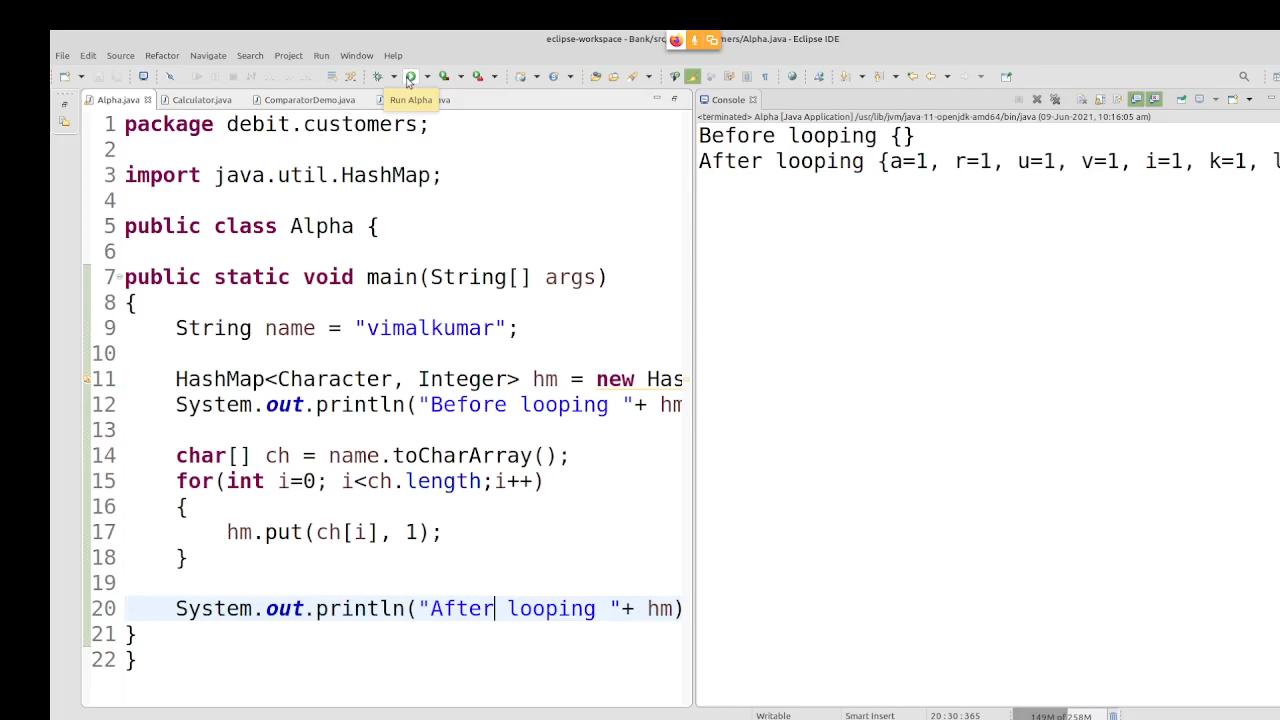 eclipse-workspace - Bank/src mers/Alpha.java - Eclipse IDE
File Edit Source Refactor Navigate Search Project Run Window Help
Alpha.java Calculator.java ComparatorDemo.java Run Alpha va
Console
<terminated> Alpha [Java Application] /usr/lib/jvm/java-11-openjdk-amd64/bin/java (09-Jun-2021, 10:16:05 am)
Before looping {}
After looping {a=1, r=1, u=1, v=1, i=1, k=1, l
1 package debit.customers;
2
3 import java.util.HashMap;
4
5 public class Alpha {
6
7 public static void main(String[] args)
8 {
9 String name = "vimalkumar";
10
11 HashMap<Character, Integer> hm = new Has
12 System.out.println("Before looping "+ hm
13
14 char[] ch = name.toCharArray();
15 for(int i=0; i<ch.length;i++)
16 {
17 hm.put(ch[i], 1);
18 }
19
20 System.out.println("After looping "+ hm)
21 }
22 }
Writable Smart Insert 20:30:365 149M of 258M